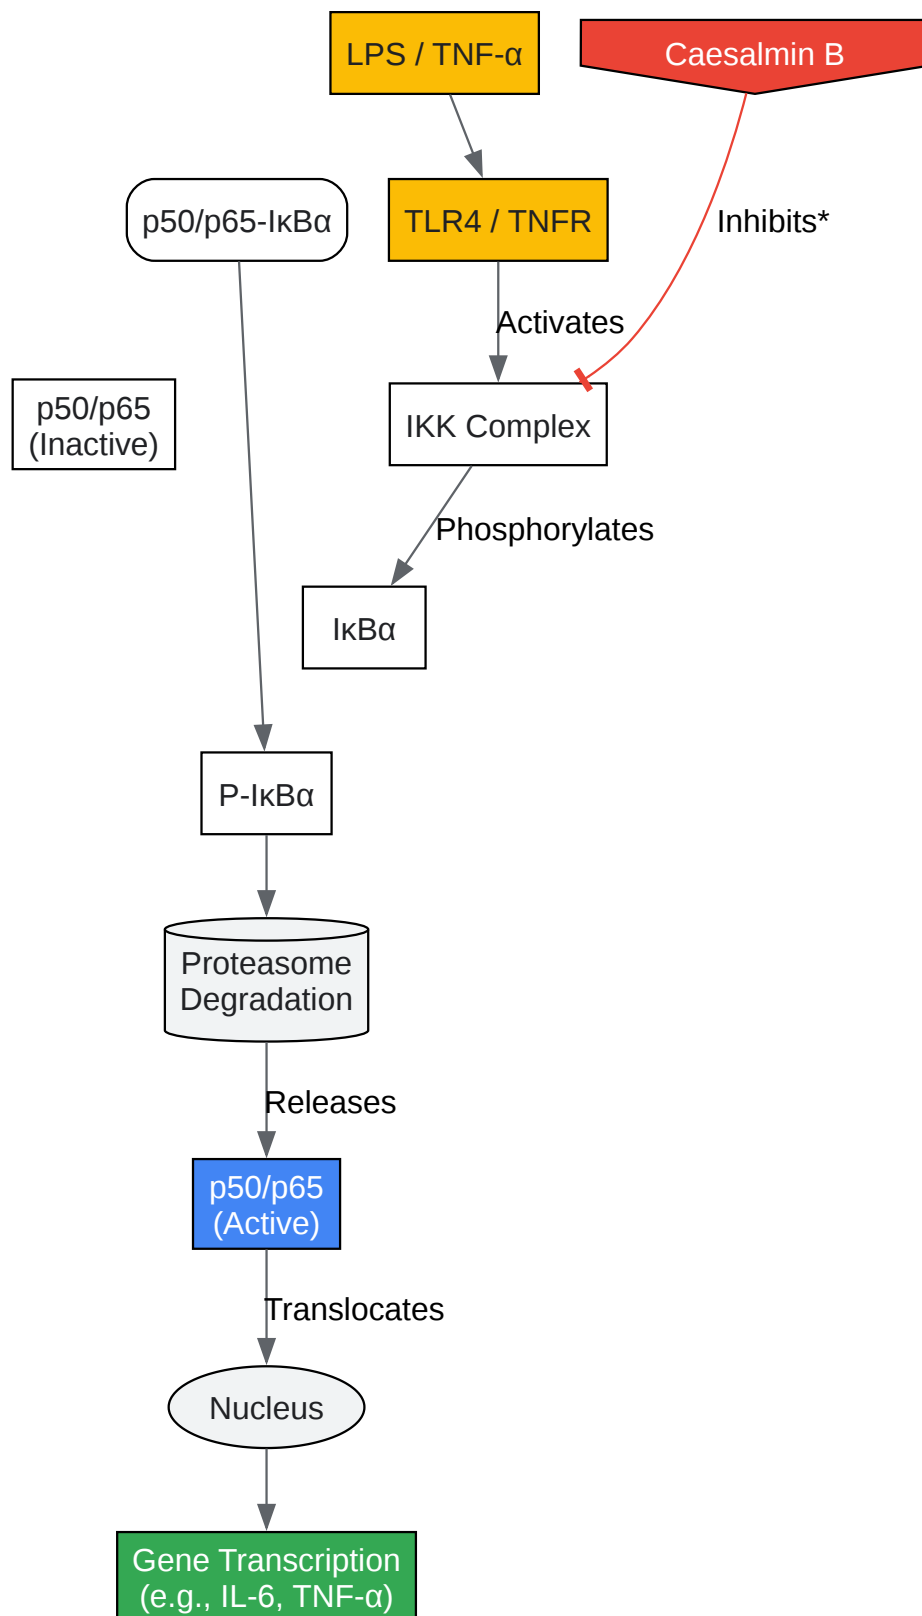 LPS / TNF-α
Caesalmin B
p50/p65-IκBα
TLR4 / TNFR
Inhibits*
Activates
p50/p65
(Inactive)
IKK Complex
Phosphorylates
IκBα
P-IκBα
Proteasome
Degradation
Releases
p50/p65
(Active)
Translocates
Nucleus
Gene Transcription
(e.g., IL-6, TNF-α)